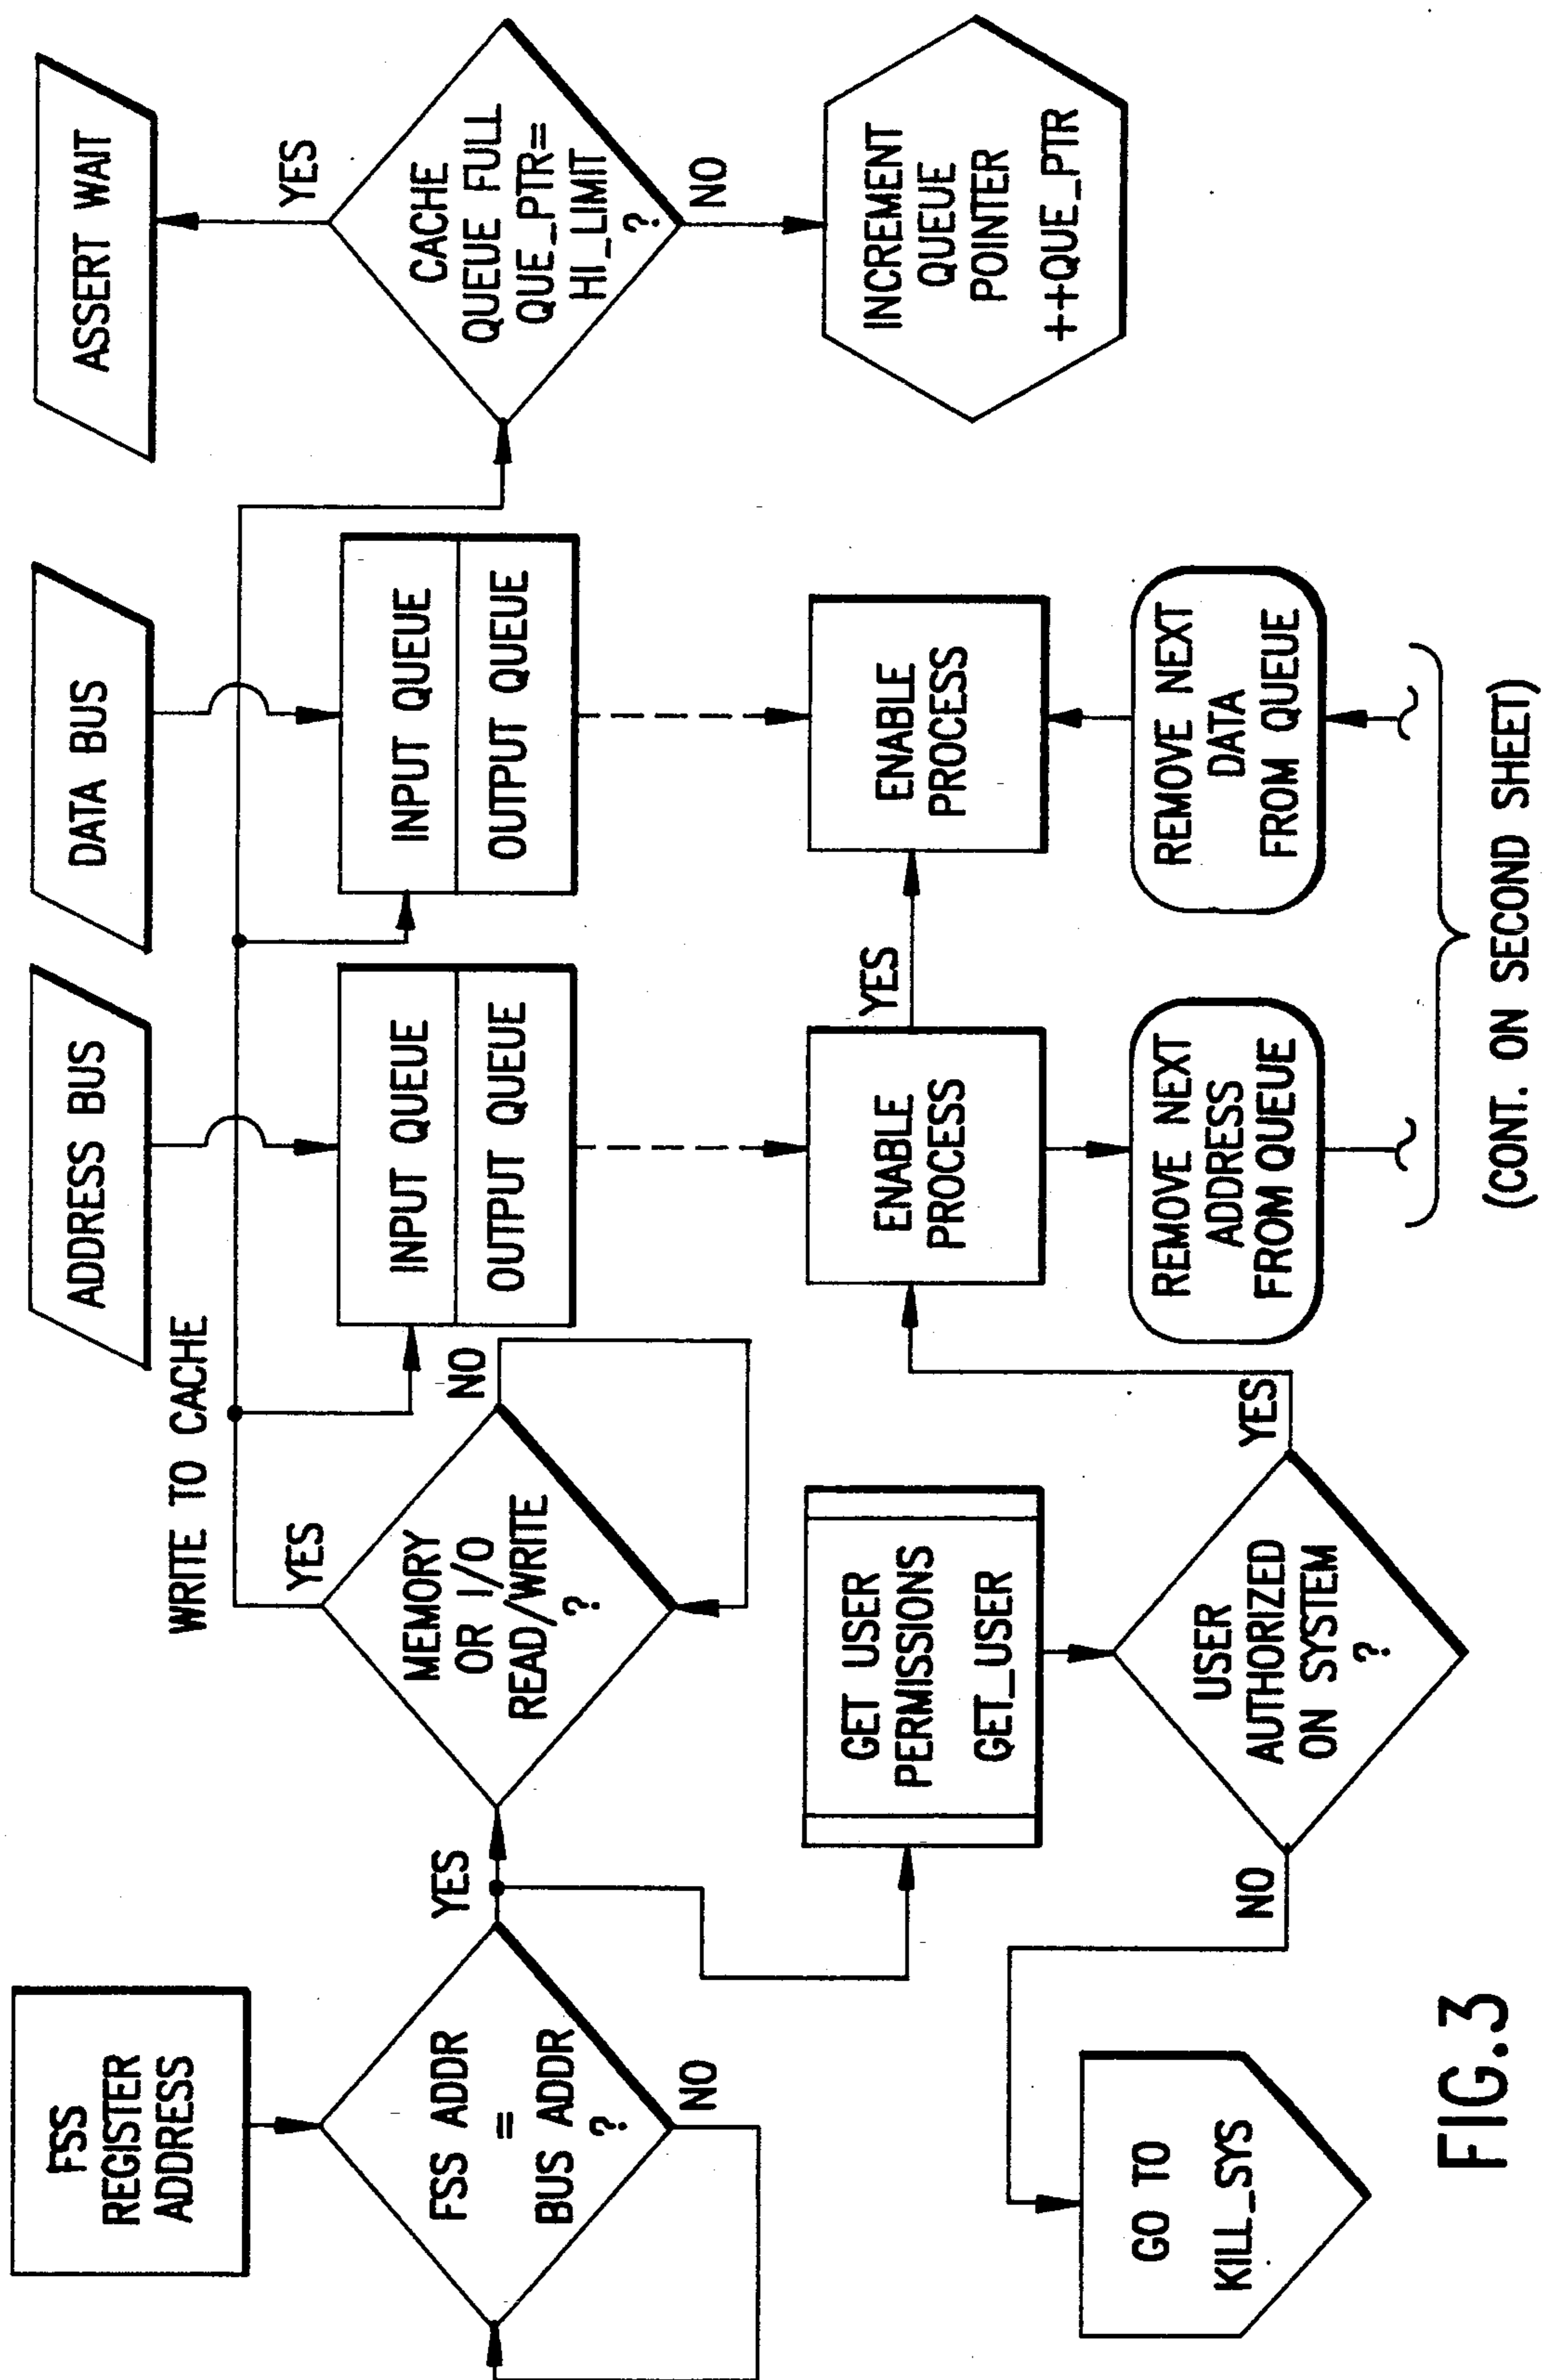 FSS
REGISTER
ADDRESS
FSS ADDR
=
BUS ADDR
?
NO
YES
MEMORY
OR I/O
READ/WRITE
?
YES
NO
WRITE TO CACHE
ADDRESS BUS
DATA BUS
INPUT QUEUE
OUTPUT QUEUE
INPUT QUEUE
OUTPUT QUEUE
ASSERT WAIT
YES
CACHE
QUEUE FULL
QUE_PTR=
HI_LIMIT
?
NO
INCREMENT
QUEUE
POINTER
++QUE_PTR
GET USER
PERMISSIONS
GET_USER
USER
AUTHORIZED
ON SYSTEM
?
NO
YES
GO TO
KILL_SYS
ENABLE
PROCESS
YES
ENABLE
PROCESS
REMOVE NEXT
ADDRESS
FROM QUEUE
REMOVE NEXT
DATA
FROM QUEUE
(CONT. ON SECOND SHEET)
FIG.3